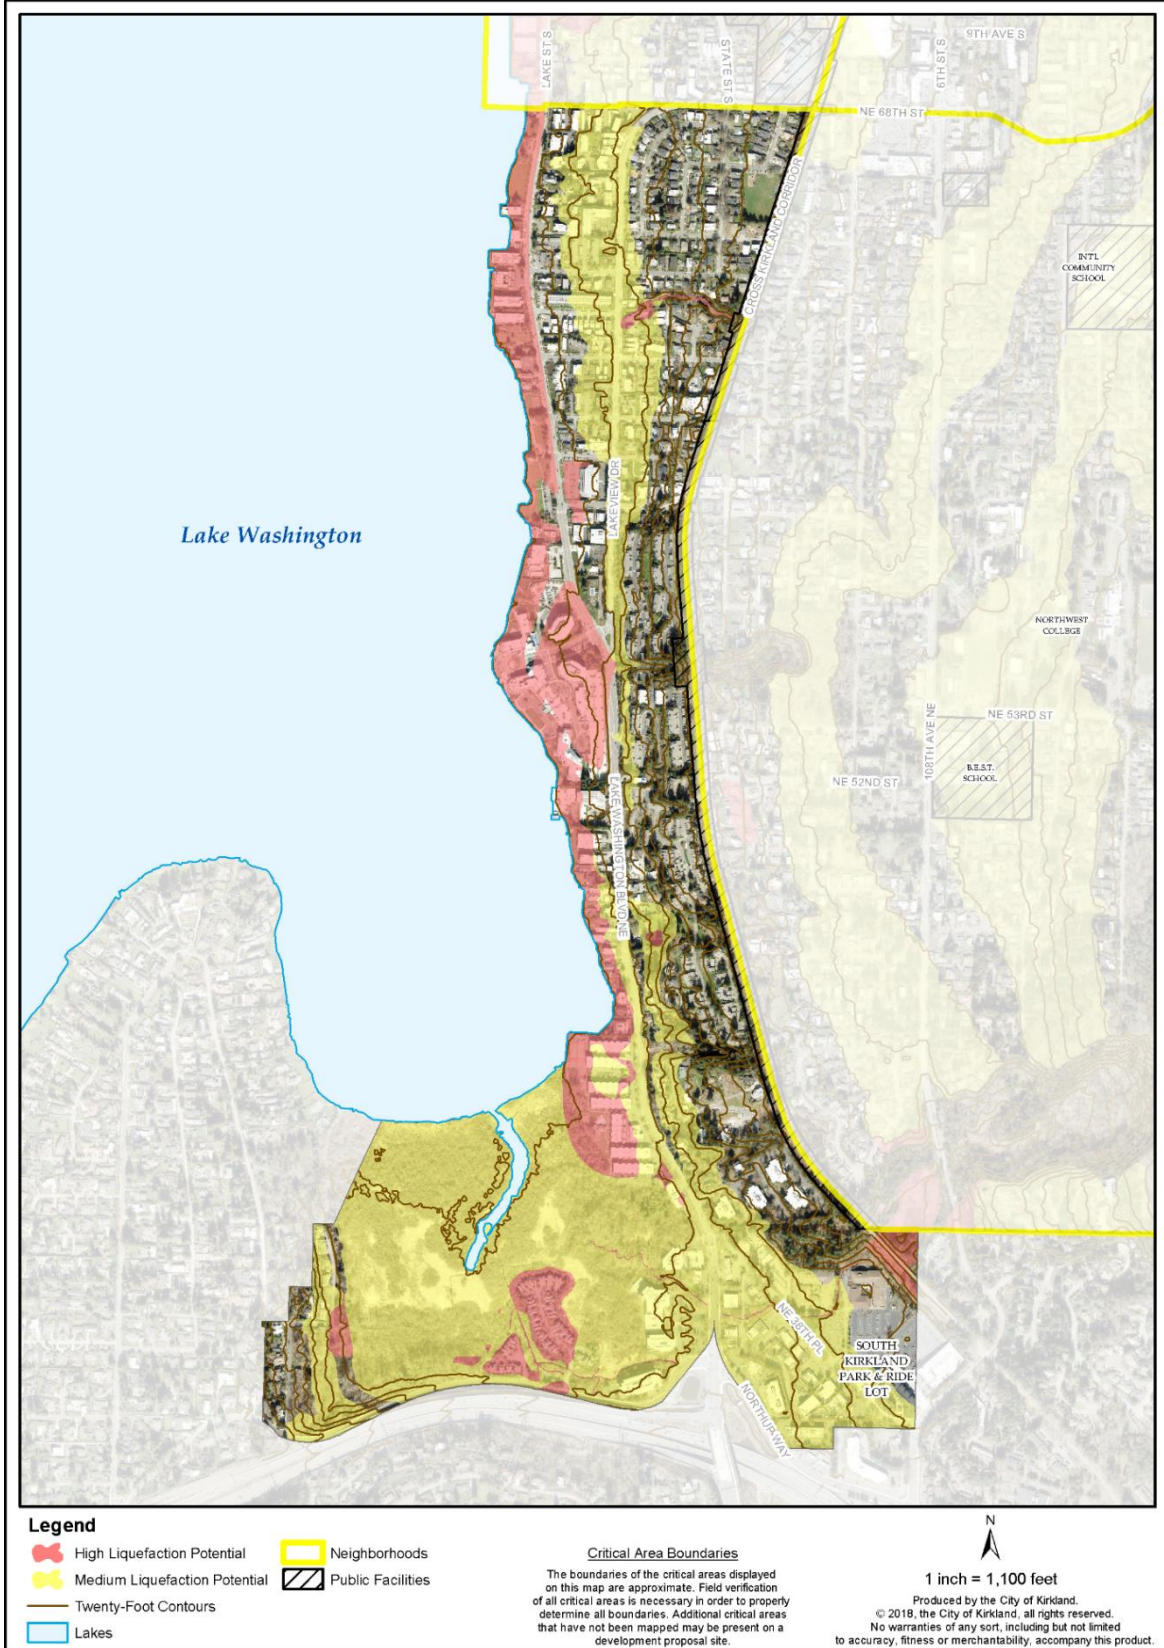 9TH AVE S
LAKE ST S
STATE ST S
6TH ST S
NE 68TH ST
CROSS KIRKLAND CORRIDOR
INTL
COMMUNITY
SCHOOL
LAKEVIEW DR
Lake Washington
NORTHWEST
COLLEGE
NE 53RD ST
108TH AVE NE
B.E.S.T.
SCHOOL
NE 52ND ST
LAKE WASHINGTON BLVD NE
NE 38TH PL
SOUTH
KIRKLAND
PARK & RIDE
LOT
NORTHUP WAY
Legend
High Liquefaction Potential
Medium Liquefaction Potential
Twenty-Foot Contours
Lakes
Neighborhoods
Public Facilities
Critical Area Boundaries
The boundaries of the critical areas displayed
on this map are approximate. Field verification
of all critical areas is necessary in order to properly
determine all boundaries. Additional critical areas
that have not been mapped may be present on a
development proposal site.
N
1 inch = 1,100 feet
Produced by the City of Kirkland.
© 2018, the City of Kirkland, all rights reserved.
No warranties of any sort, including but not limited
to accuracy, fitness or merchantability, accompany this product.